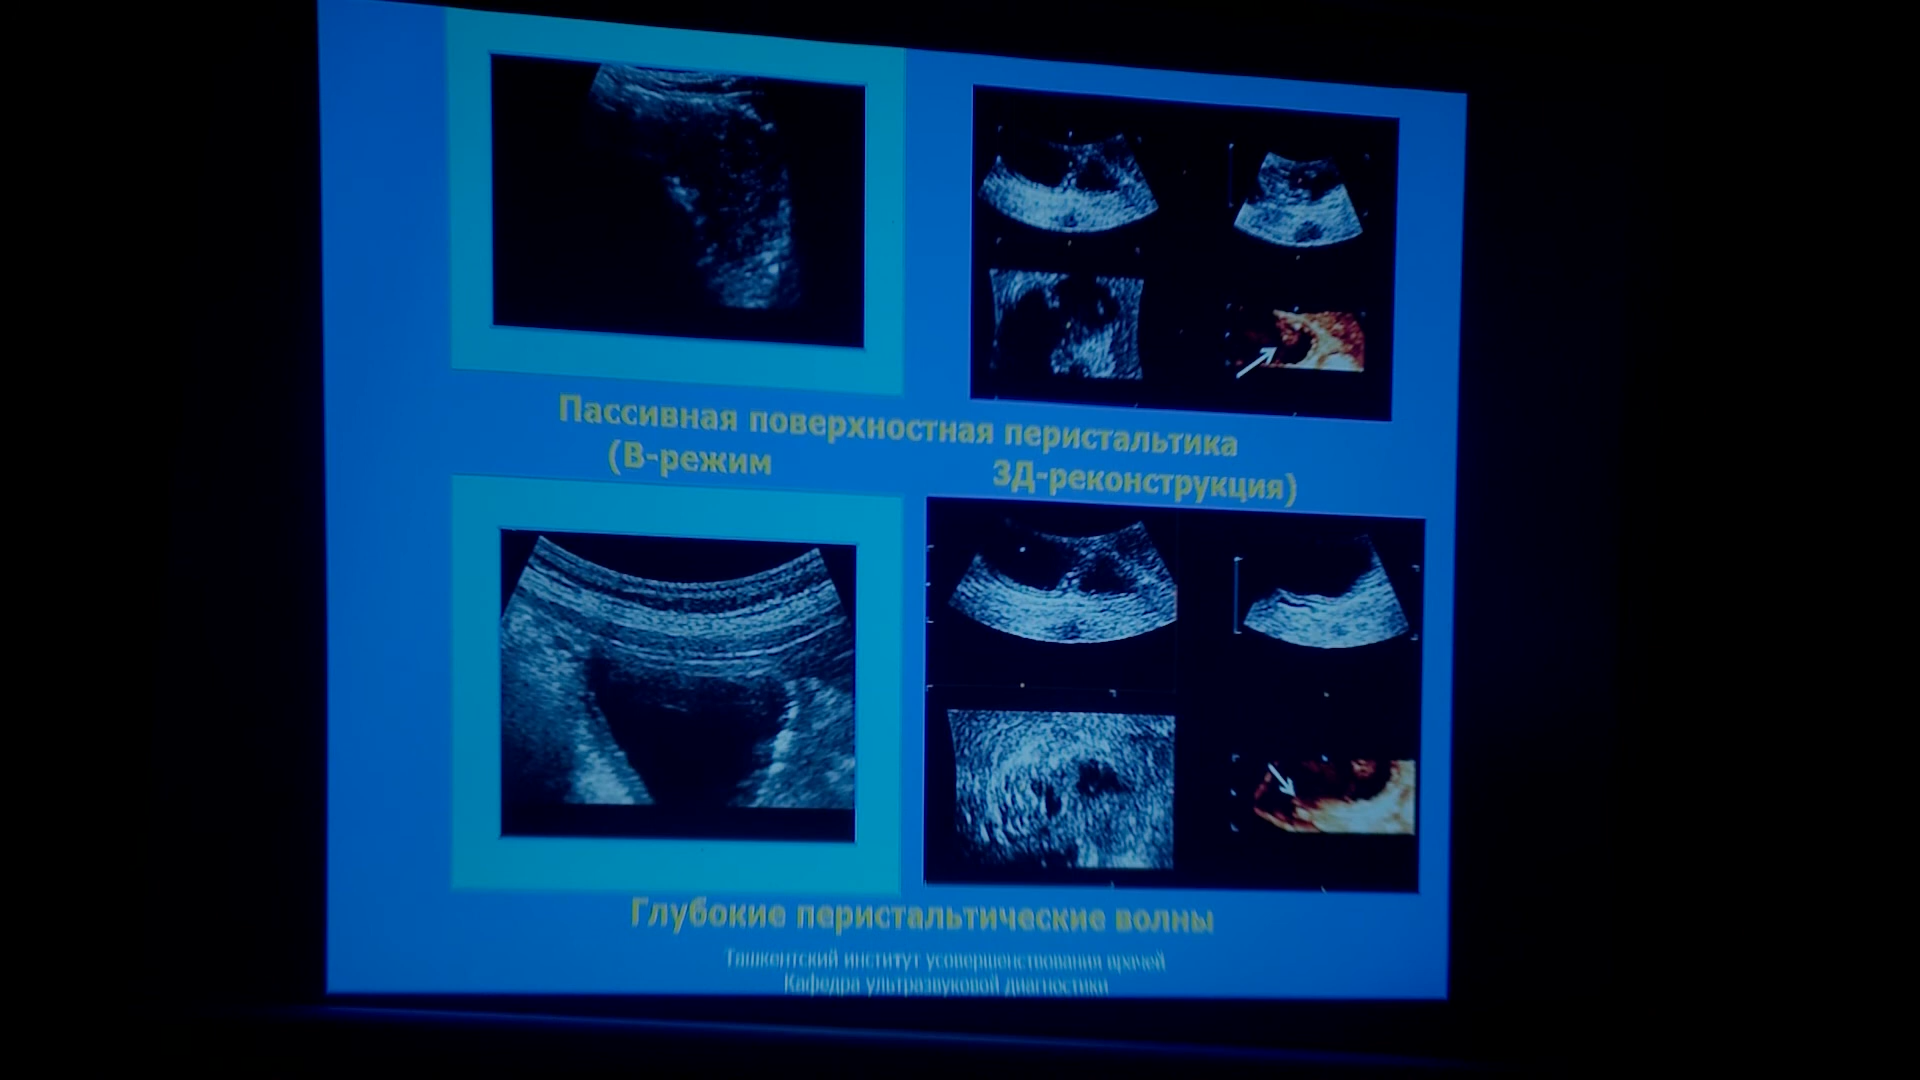 Пассивная поверхностная перистальтика
(В-режим 3Д-реконструкция)
Глубокие перистальтические волны
Ташкентский институт усовершенствования врачей
Кафедра ультразвуковой диагностики